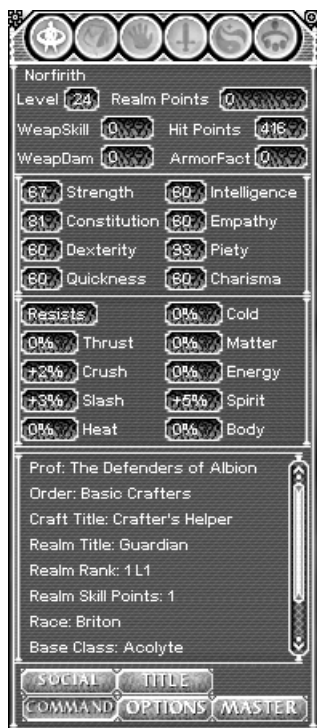 Norfirith
Level 24 Realm Points 0
WeapSkill 0 Hit Points 416
WeapDam 0 ArmorFact 0
67 Strength 60 Intelligence
81 Constitution 60 Empathy
60 Dexterity 93 Piety
60 Quickness 60 Charisma
Resists 0% Cold
0% Thrust 0% Matter
+2% Crush 0% Energy
+3% Slash +5% Spirit
0% Heat 0% Body
Prof: The Defenders of Albion
Order: Basic Crafters
Craft Title: Crafter's Helper
Realm Title: Guardian
Realm Rank: 1 L1
Realm Skill Points: 1
Race: Briton
Base Class: Acolyte
SOCIAL TITLE
COMMAND OPTIONS MASTER